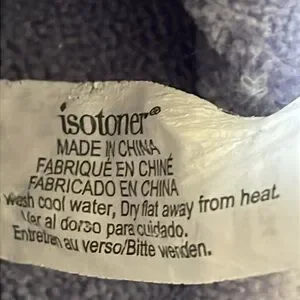 isotoner®
MADE IN CHINA
FABRIQUÉ EN CHINE
FABRICADO EN CHINA
wash cool water, Dry flat away from heat.
Ver al dorso para cuidado.
Entretien au verso/Bitte wenden.